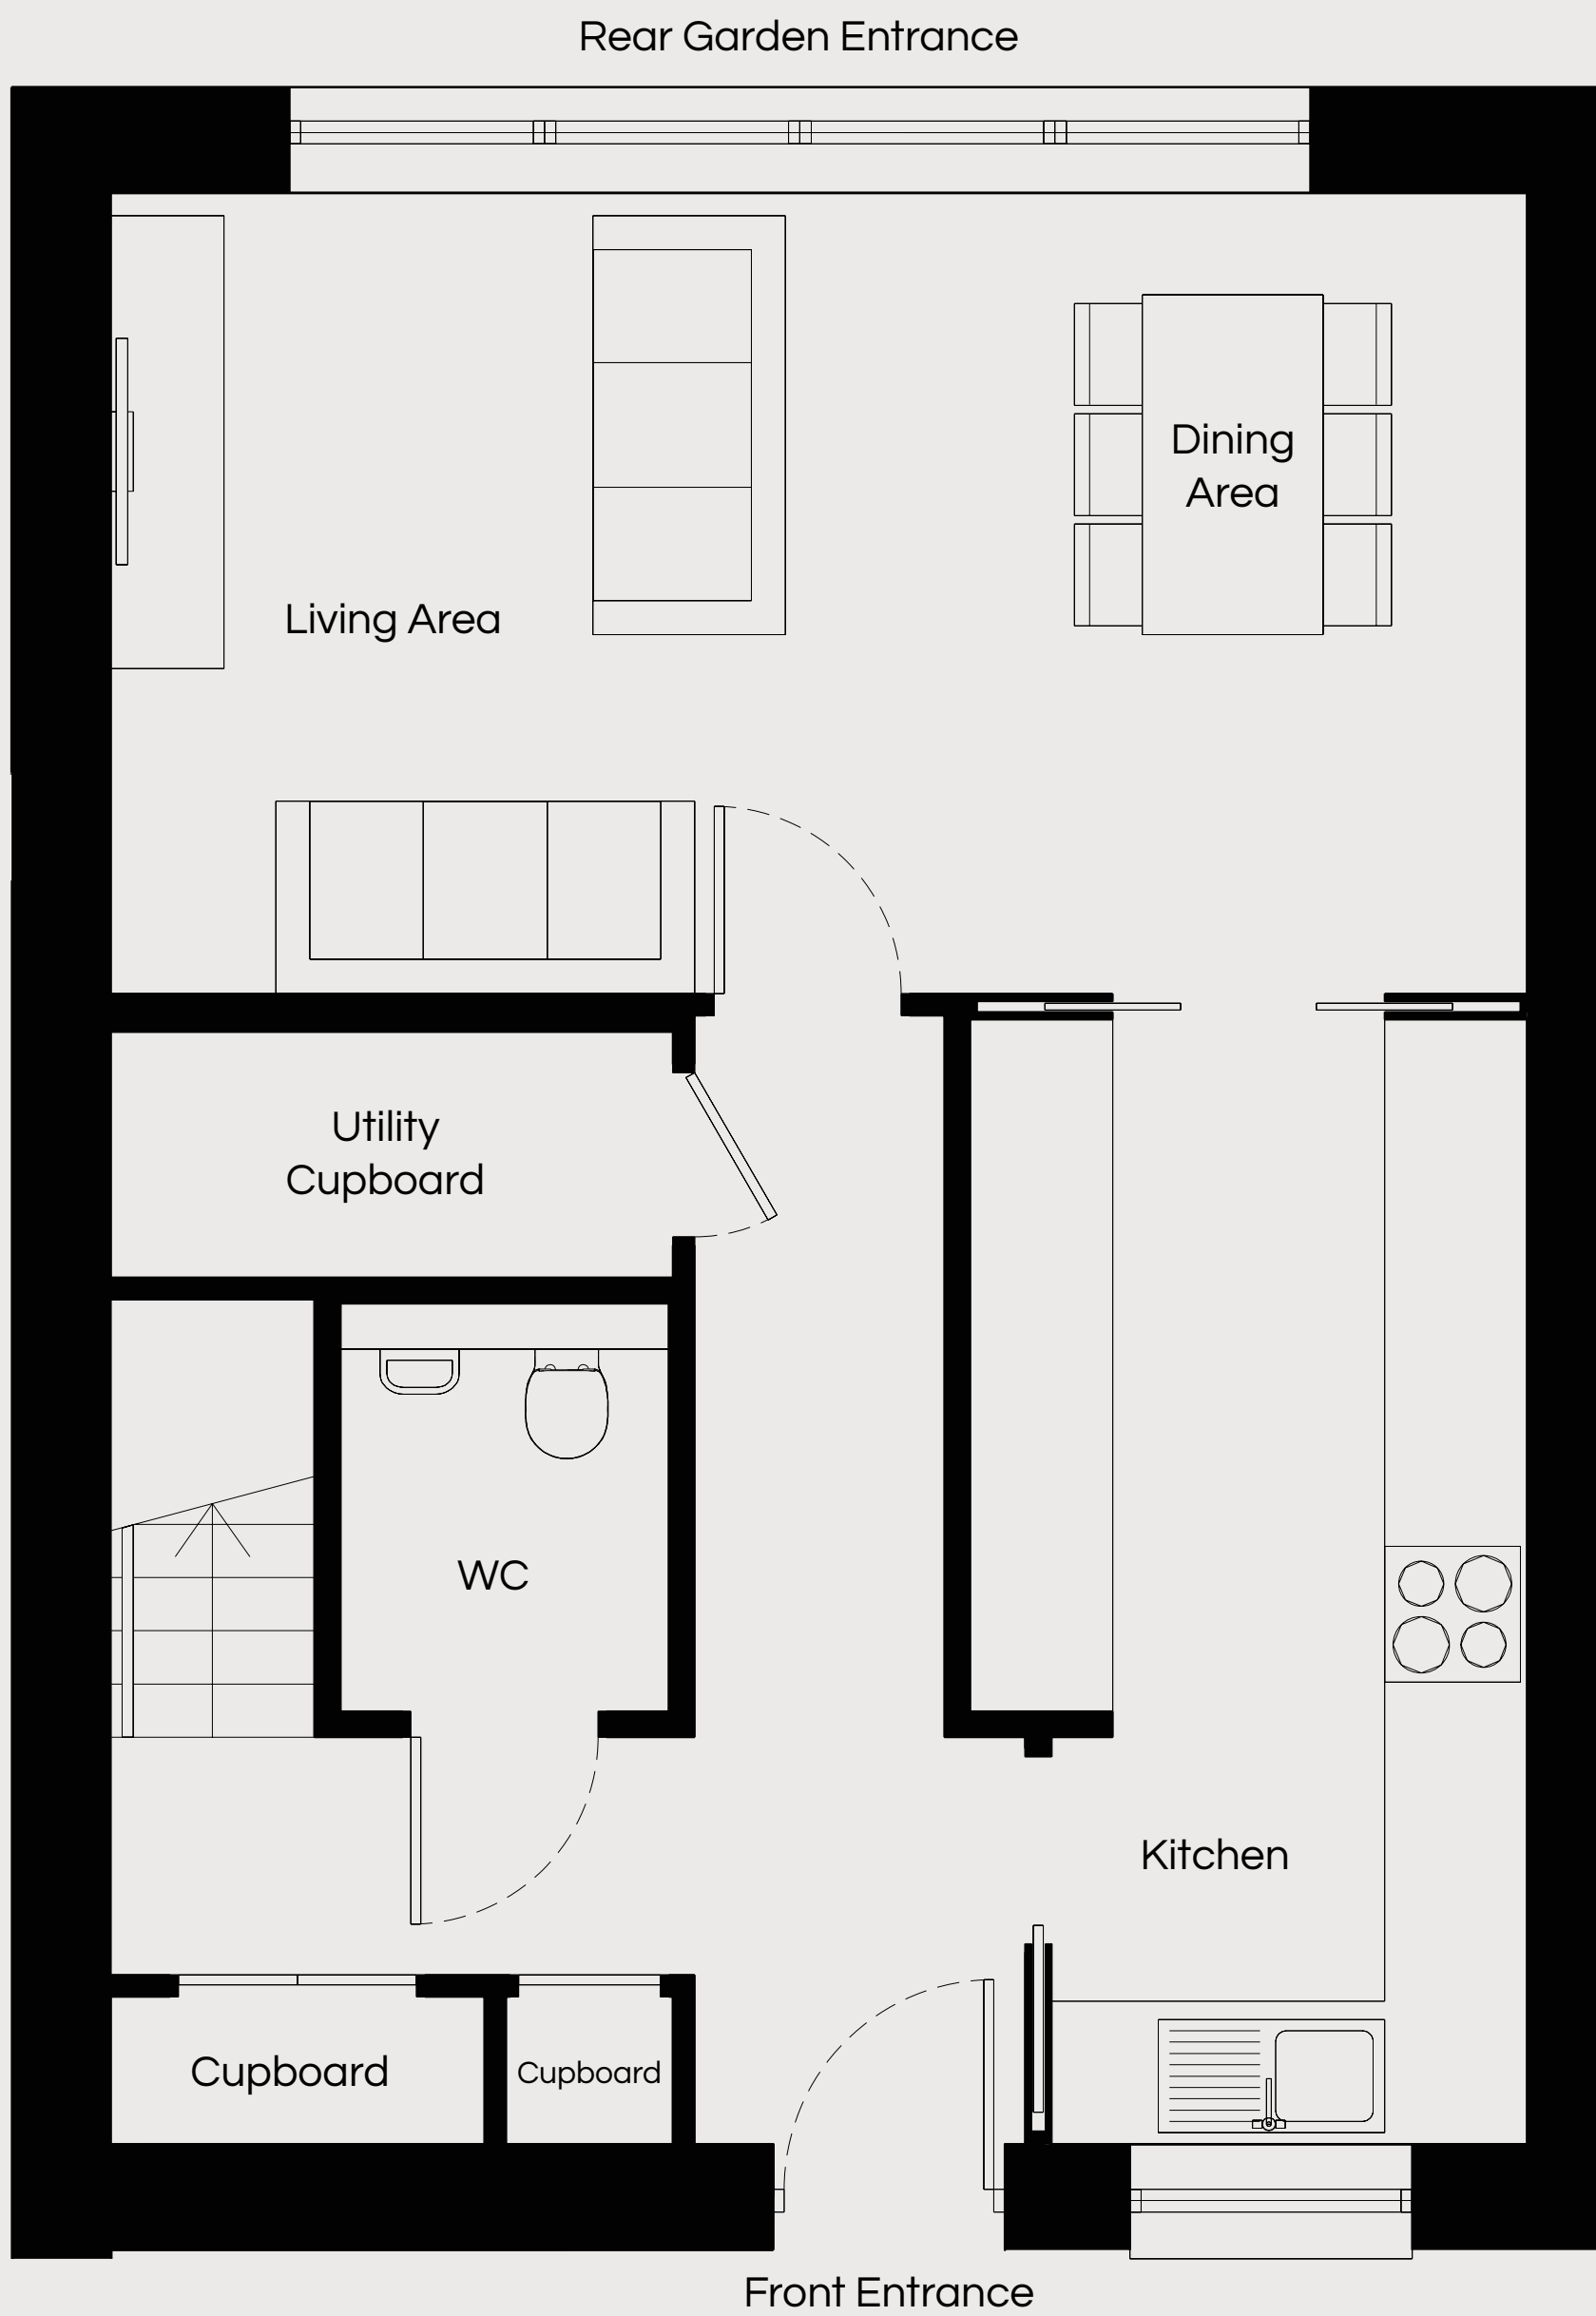 Rear Garden Entrance
Dining
Area
Living Area
Utility
Cupboard
WC
Kitchen
Cupboard
Cupboard
Front Entrance